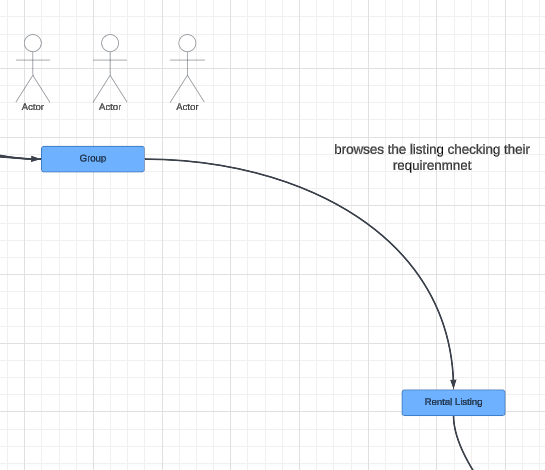 Actor Actor Actor
Group
browses the listing checking their
requirenmnet
Rental Listing